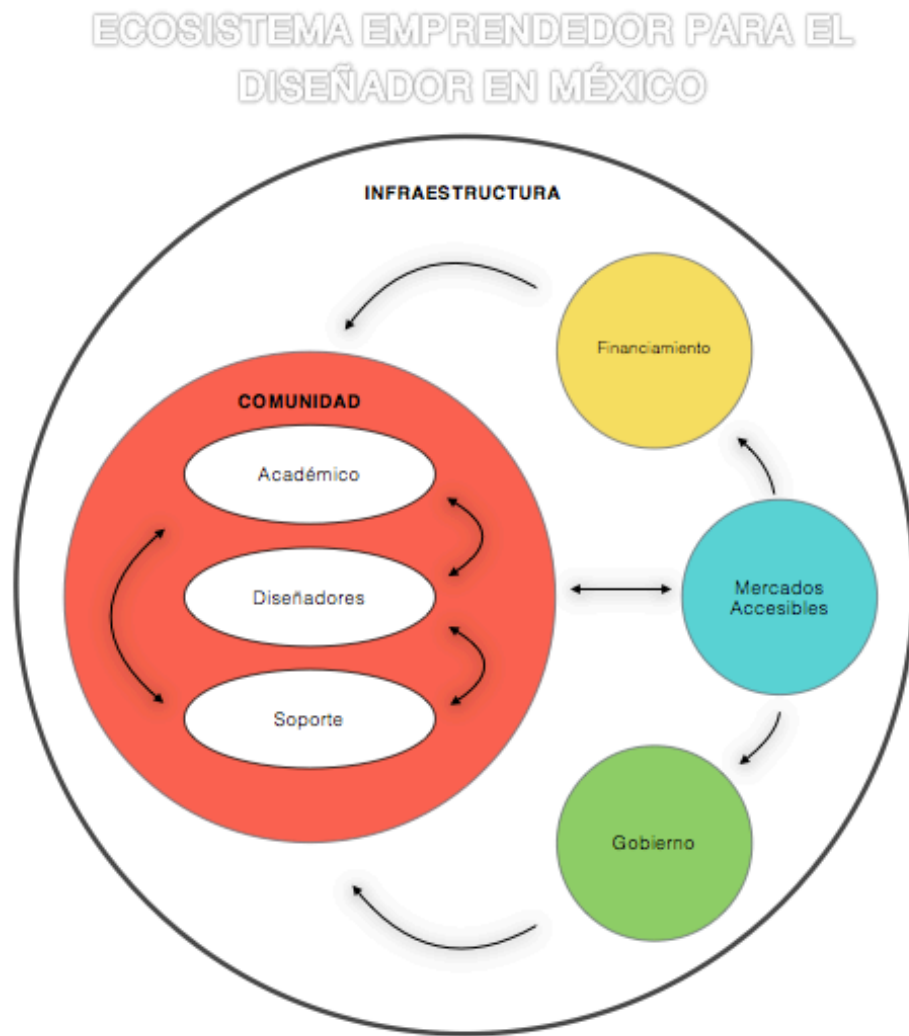 ECOSISTEMA EMPRENDEDOR PARA EL
DISEÑADOR EN MÉXICO
INFRAESTRUCTURA
Financiamiento
COMUNIDAD
Académico
Diseñadores
Mercados
Accesibles
Soporte
Gobierno